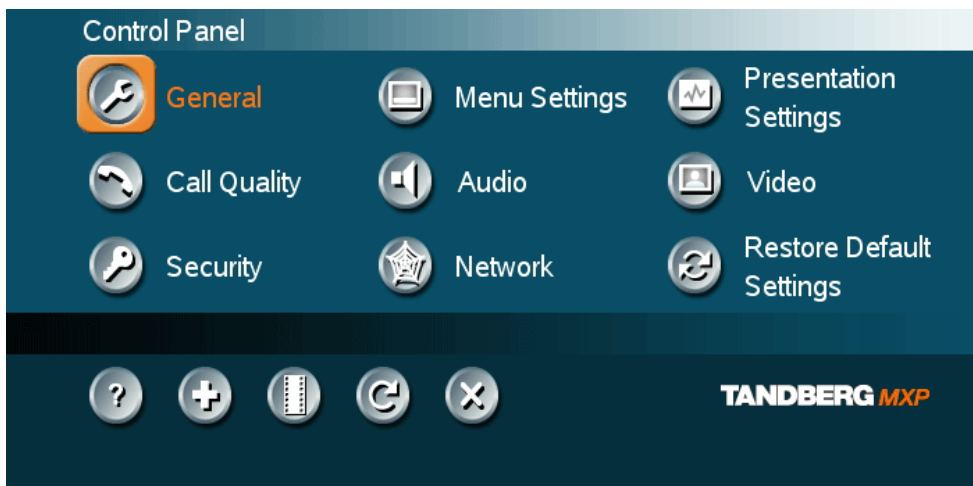 Control Panel
General
Menu Settings
Presentation
Settings
Call Quality
Audio
Video
Security
Network
Restore Default
Settings
?
TANDBERG MXP